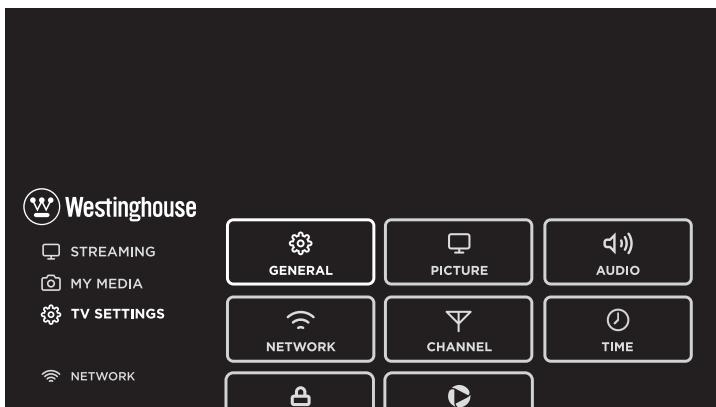 Westinghouse
STREAMING
MY MEDIA
TV SETTINGS
NETWORK
GENERAL
PICTURE
AUDIO
NETWORK
CHANNEL
TIME